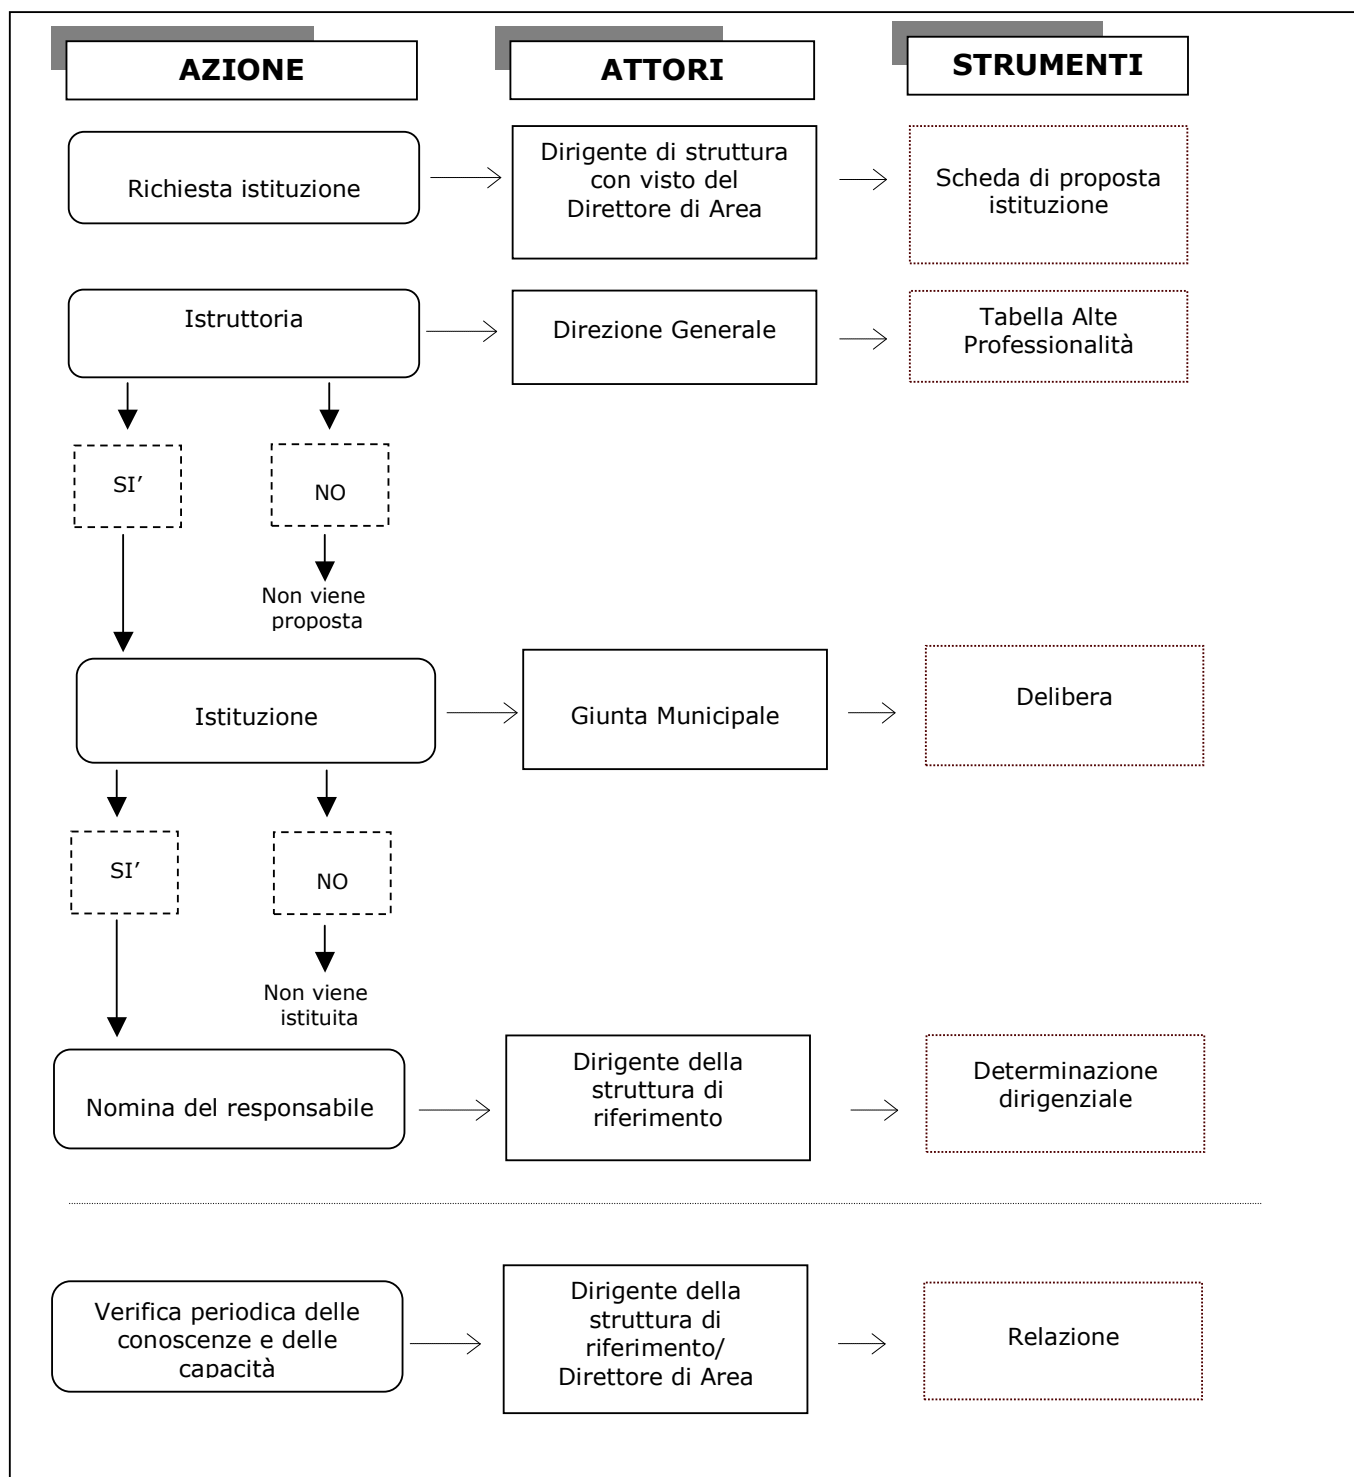 AZIONE
ATTORI
STRUMENTI
Richiesta istituzione
Dirigente di struttura
con visto del
Direttore di Area
Scheda di proposta
istituzione
Istruttoria
Direzione Generale
Tabella Alte
Professionalità
SI’
NO
Non viene
proposta
Istituzione
Giunta Municipale
Delibera
SI’
NO
Non viene
istituita
Nomina del responsabile
Dirigente della
struttura di
riferimento
Determinazione
dirigenziale
Verifica periodica delle
conoscenze e delle
capacità
Dirigente della
struttura di
riferimento/
Direttore di Area
Relazione